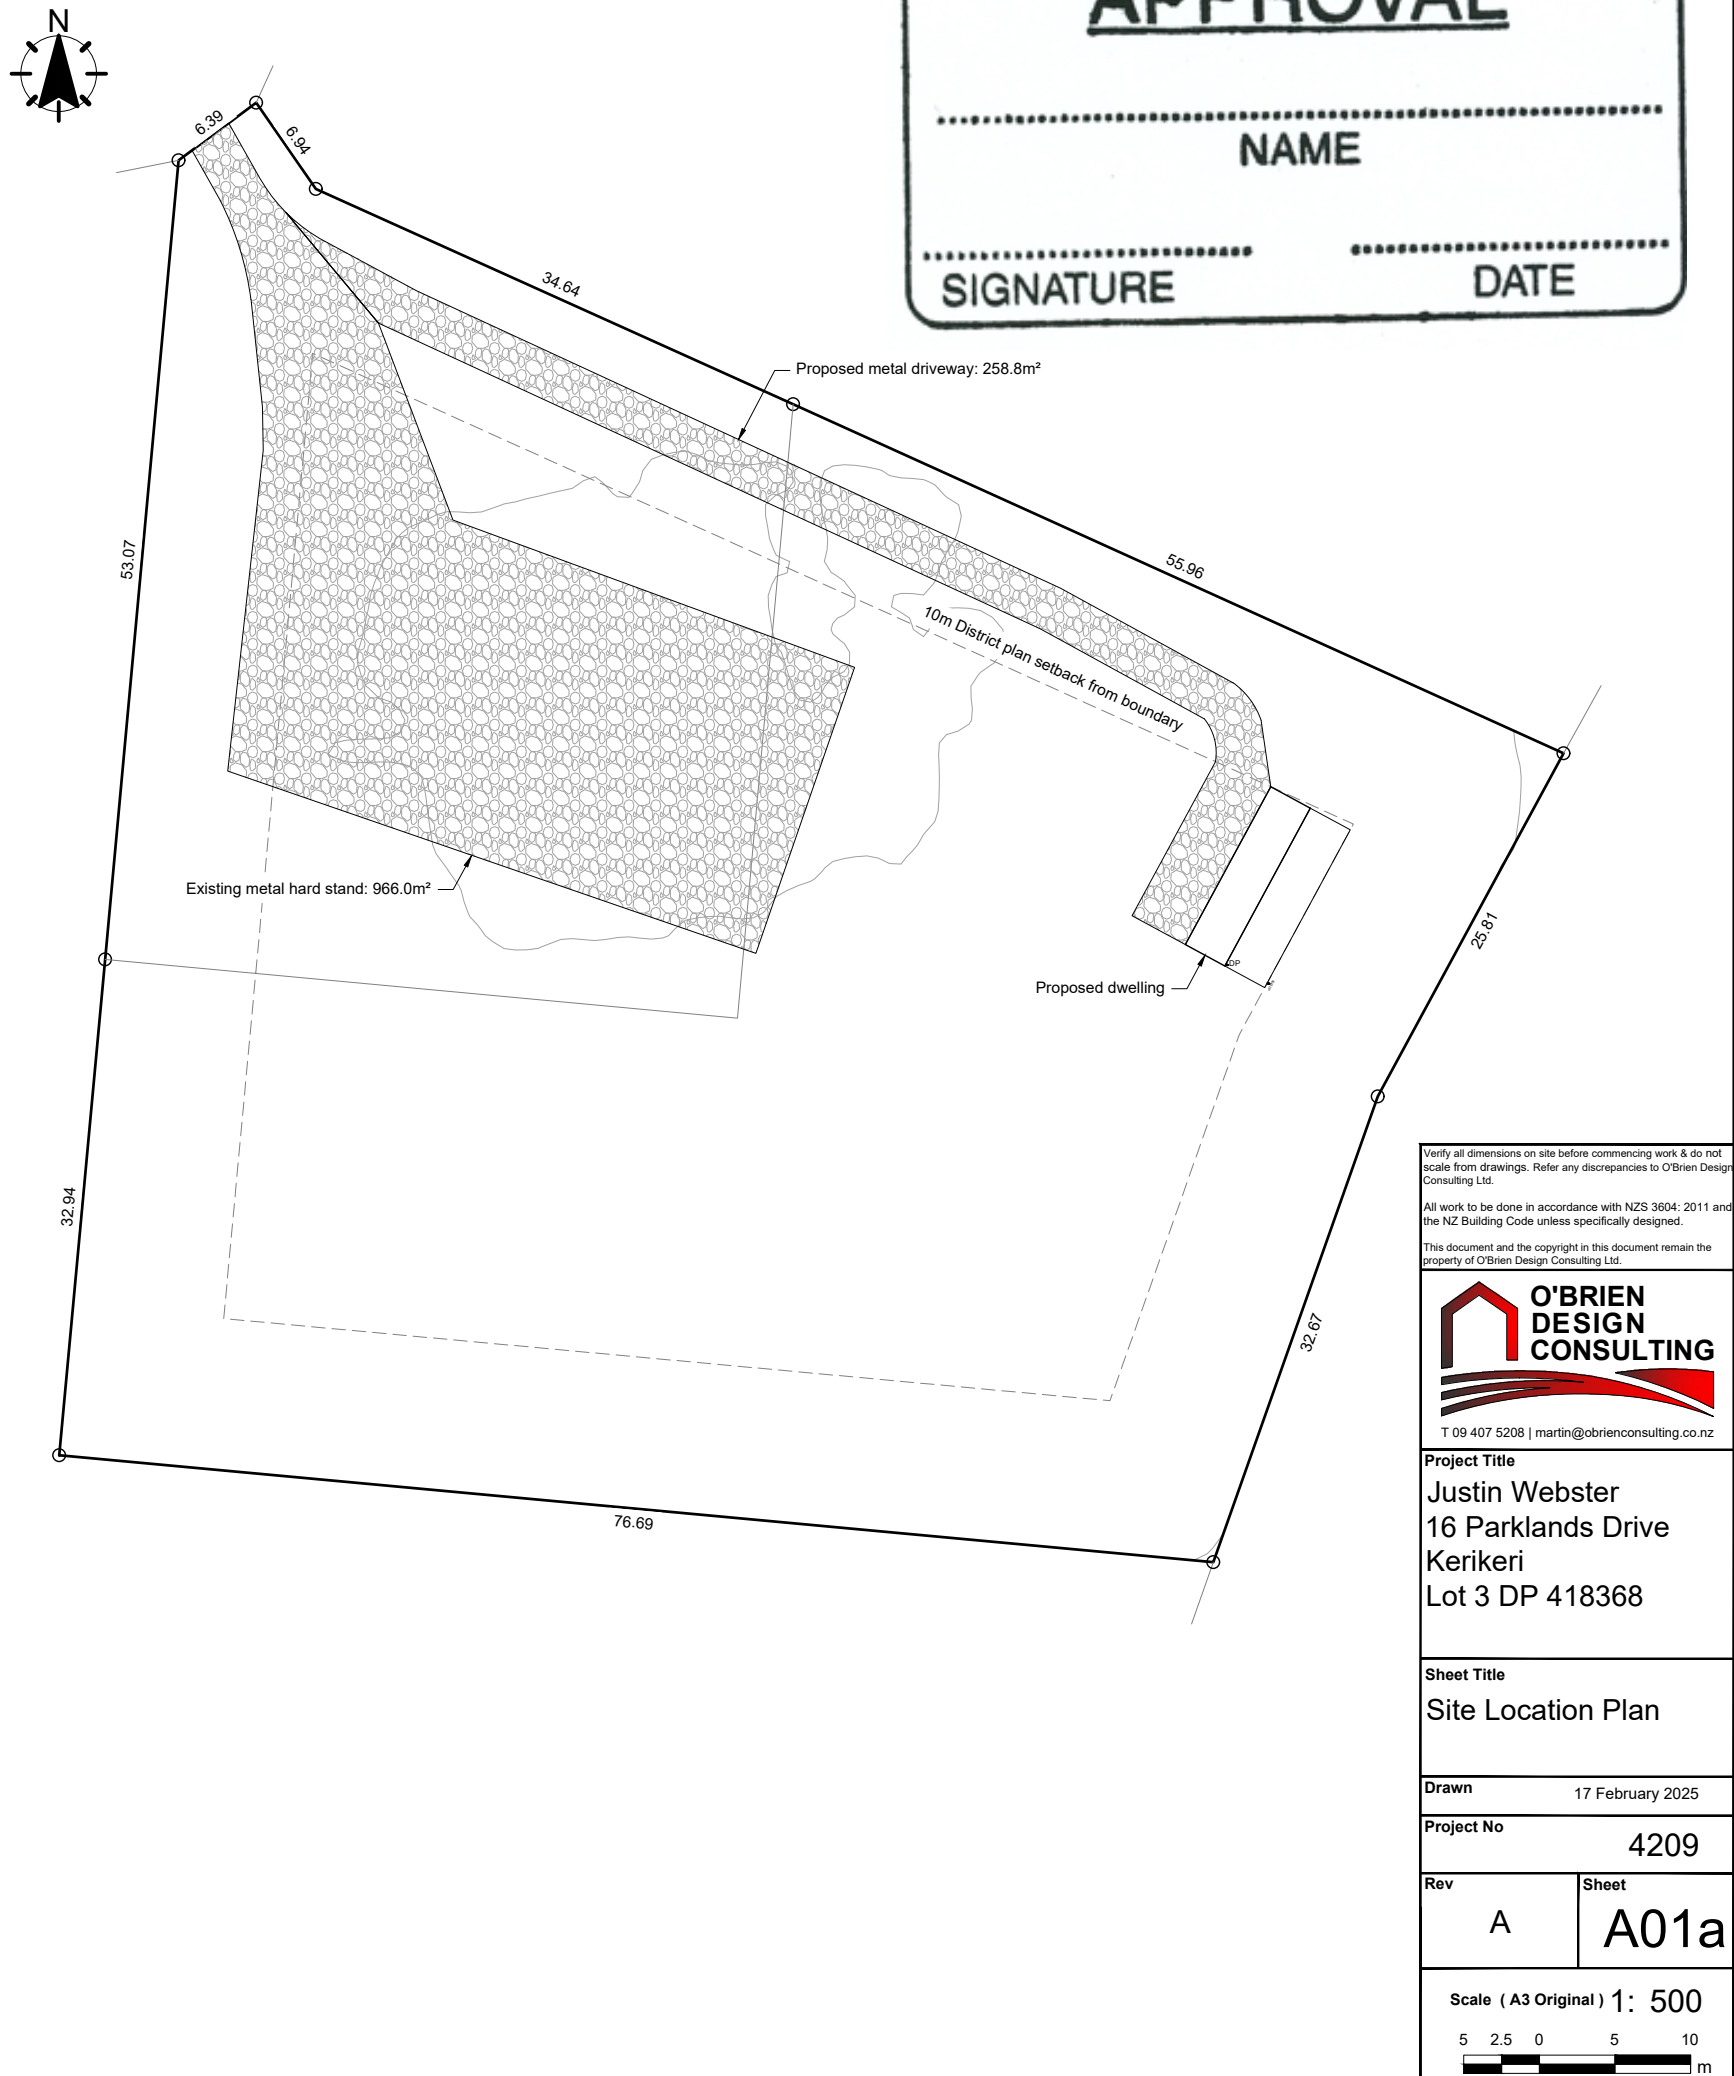 N
APPROVAL
NAME
SIGNATURE
DATE
6.39
6.94
34.64
Proposed metal driveway: 258.8m²
55.96
53.07
10m District plan setback from boundary
Existing metal hard stand: 966.0m²
25.81
DP
Proposed dwelling
32.94
32.67
76.69
Verify all dimensions on site before commencing work & do not
scale from drawings. Refer any discrepancies to O'Brien Design
Consulting Ltd.
All work to be done in accordance with NZS 3604: 2011 and
the NZ Building Code unless specifically designed.
This document and the copyright in this document remain the
property of O'Brien Design Consulting Ltd.
O'BRIEN
DESIGN
CONSULTING
T 09 407 5208 | martin@obrienconsulting.co.nz
Project Title
Justin Webster
16 Parklands Drive
Kerikeri
Lot 3 DP 418368
Sheet Title
Site Location Plan
Drawn 17 February 2025
Project No
4209
Rev Sheet
A A01a
Scale ( A3 Original ) 1: 500
5 2.5 0 5 10
m